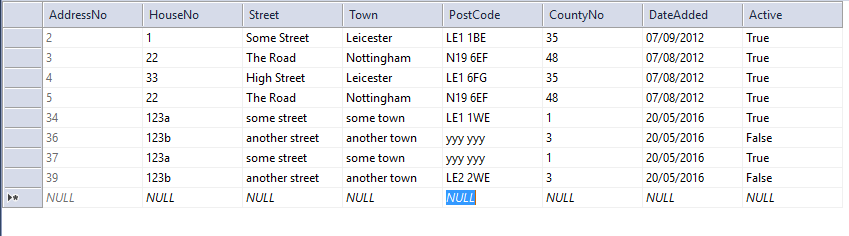 AddressNo HouseNo Street Town PostCode CountyNo DateAdded Active
2 1 Some Street Leicester LE1 1BE 35 07/09/2012 True
3 22 The Road Nottingham N19 6EF 48 07/08/2012 True
4 33 High Street Leicester LE1 6FG 35 07/08/2012 True
5 22 The Road Nottingham N19 6EF 48 07/08/2012 True
34 123a some street some town LE1 1WE 1 20/05/2016 True
36 123b another street another town yyy yyy 3 20/05/2016 False
37 123a some street some town yyy yyy 1 20/05/2016 True
39 123b another street another town LE2 2WE 3 20/05/2016 False
NULL NULL NULL NULL NULL NULL NULL NULL